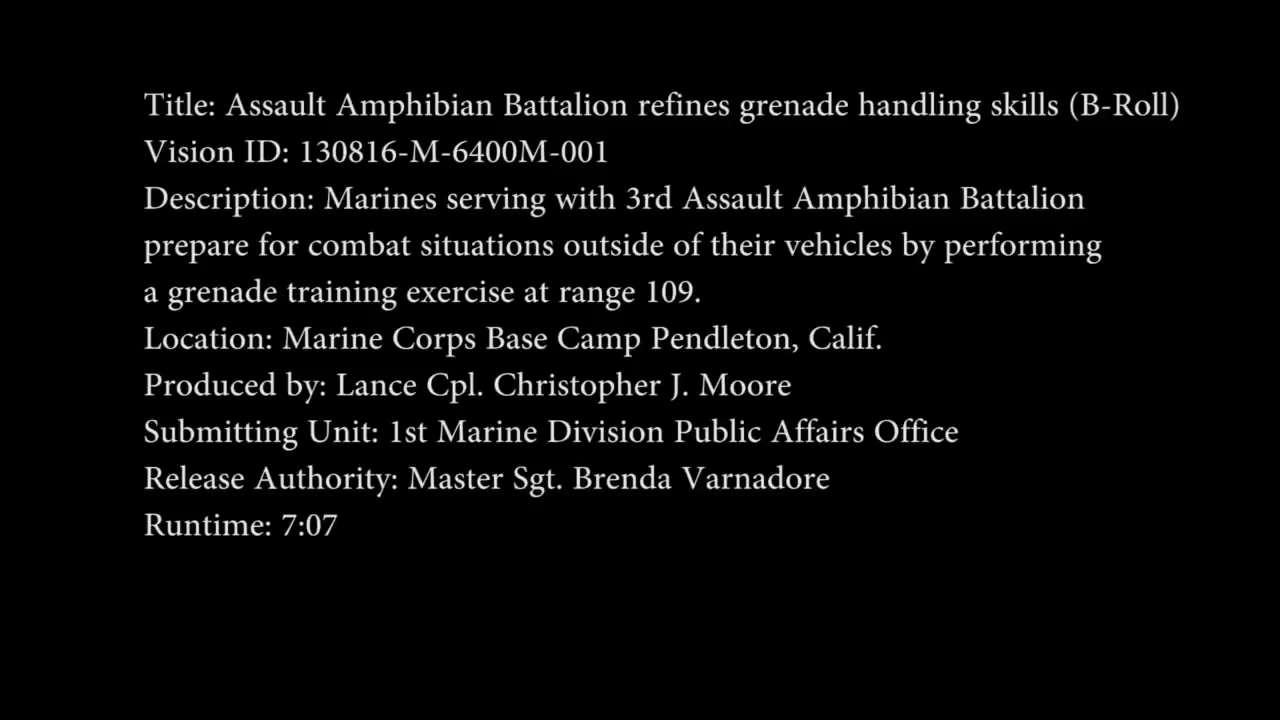 Title: Assault Amphibian Battalion refines grenade handling skills (B-Roll)
Vision ID: 130816-M-6400M-001
Description: Marines serving with 3rd Assault Amphibian Battalion
prepare for combat situations outside of their vehicles by performing
a grenade training exercise at range 109.
Location: Marine Corps Base Camp Pendleton, Calif.
Produced by: Lance Cpl. Christopher J. Moore
Submitting Unit: 1st Marine Division Public Affairs Office
Release Authority: Master Sgt. Brenda Varnadore
Runtime: 7:07